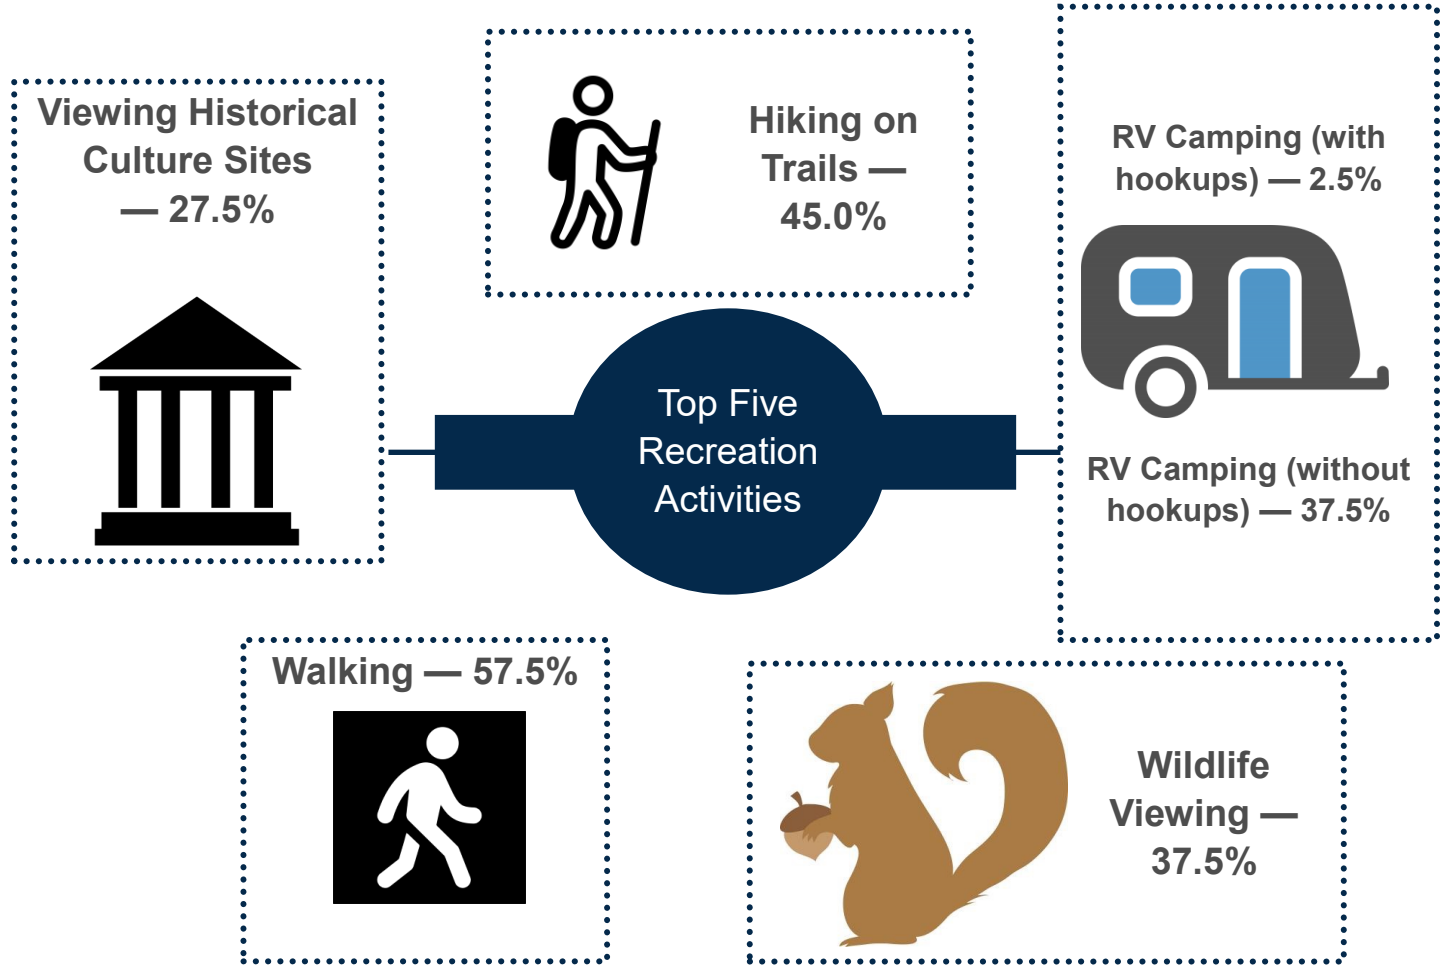 Viewing Historical
Culture Sites
— 27.5%
Hiking on
Trails —
45.0%
RV Camping (with
hookups) — 2.5%
RV Camping (without
hookups) — 37.5%
Top Five
Recreation
Activities
Walking — 57.5%
Wildlife
Viewing —
37.5%